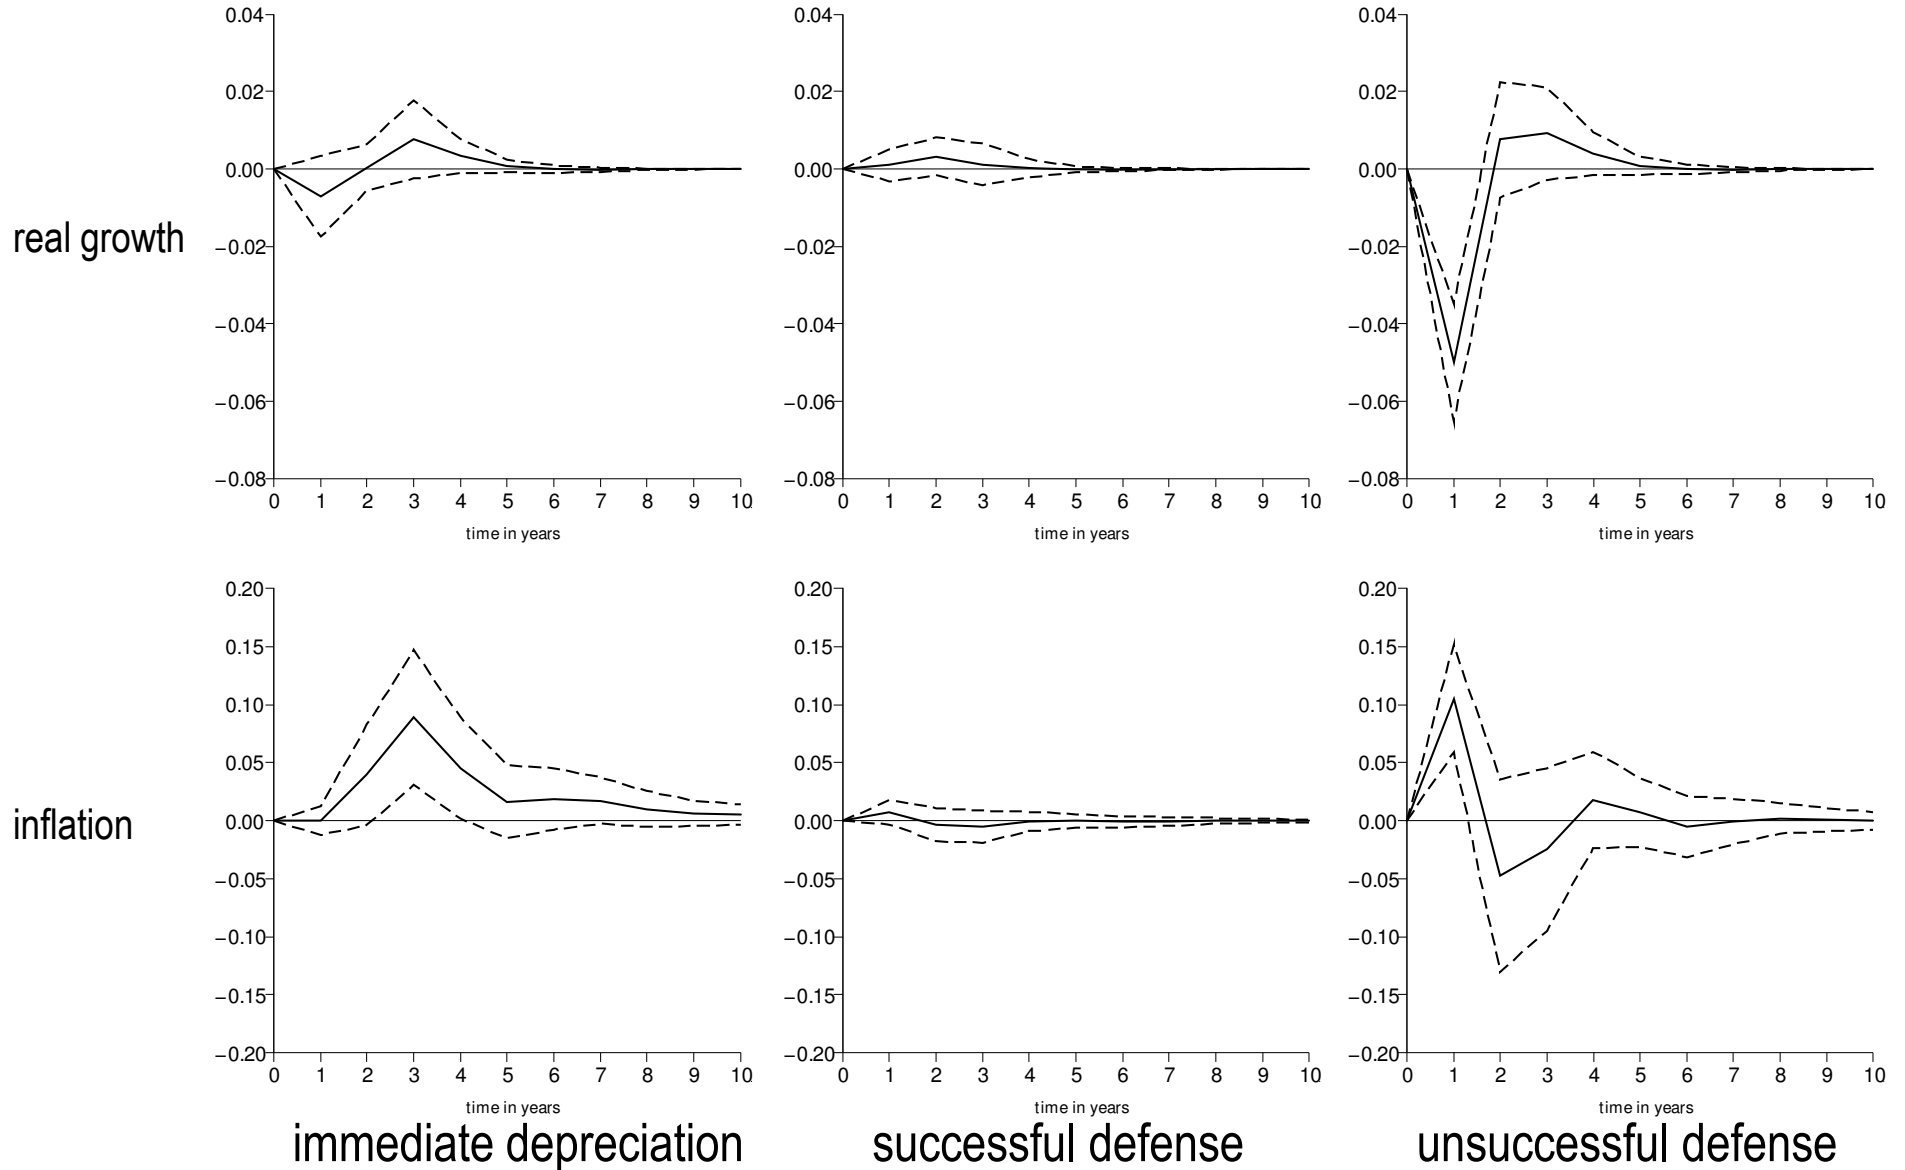 0.04
0.02
0.00
−0.02
−0.04
−0.06
−0.08
0 1 2 3 4 5 6 7 8 9 10
time in years
0.04
0.02
0.00
−0.02
−0.04
−0.06
−0.08
0 1 2 3 4 5 6 7 8 9 10
time in years
0.04
0.02
0.00
−0.02
−0.04
−0.06
−0.08
0 1 2 3 4 5 6 7 8 9 10
time in years
real growth
0.20
0.15
0.10
0.05
0.00
−0.05
−0.10
−0.15
−0.20
0 1 2 3 4 5 6 7 8 9 10
time in years
0.20
0.15
0.10
0.05
0.00
−0.05
−0.10
−0.15
−0.20
0 1 2 3 4 5 6 7 8 9 10
time in years
0.20
0.15
0.10
0.05
0.00
−0.05
−0.10
−0.15
−0.20
0 1 2 3 4 5 6 7 8 9 10
time in years
inflation
immediate depreciation
successful defense
unsuccessful defense